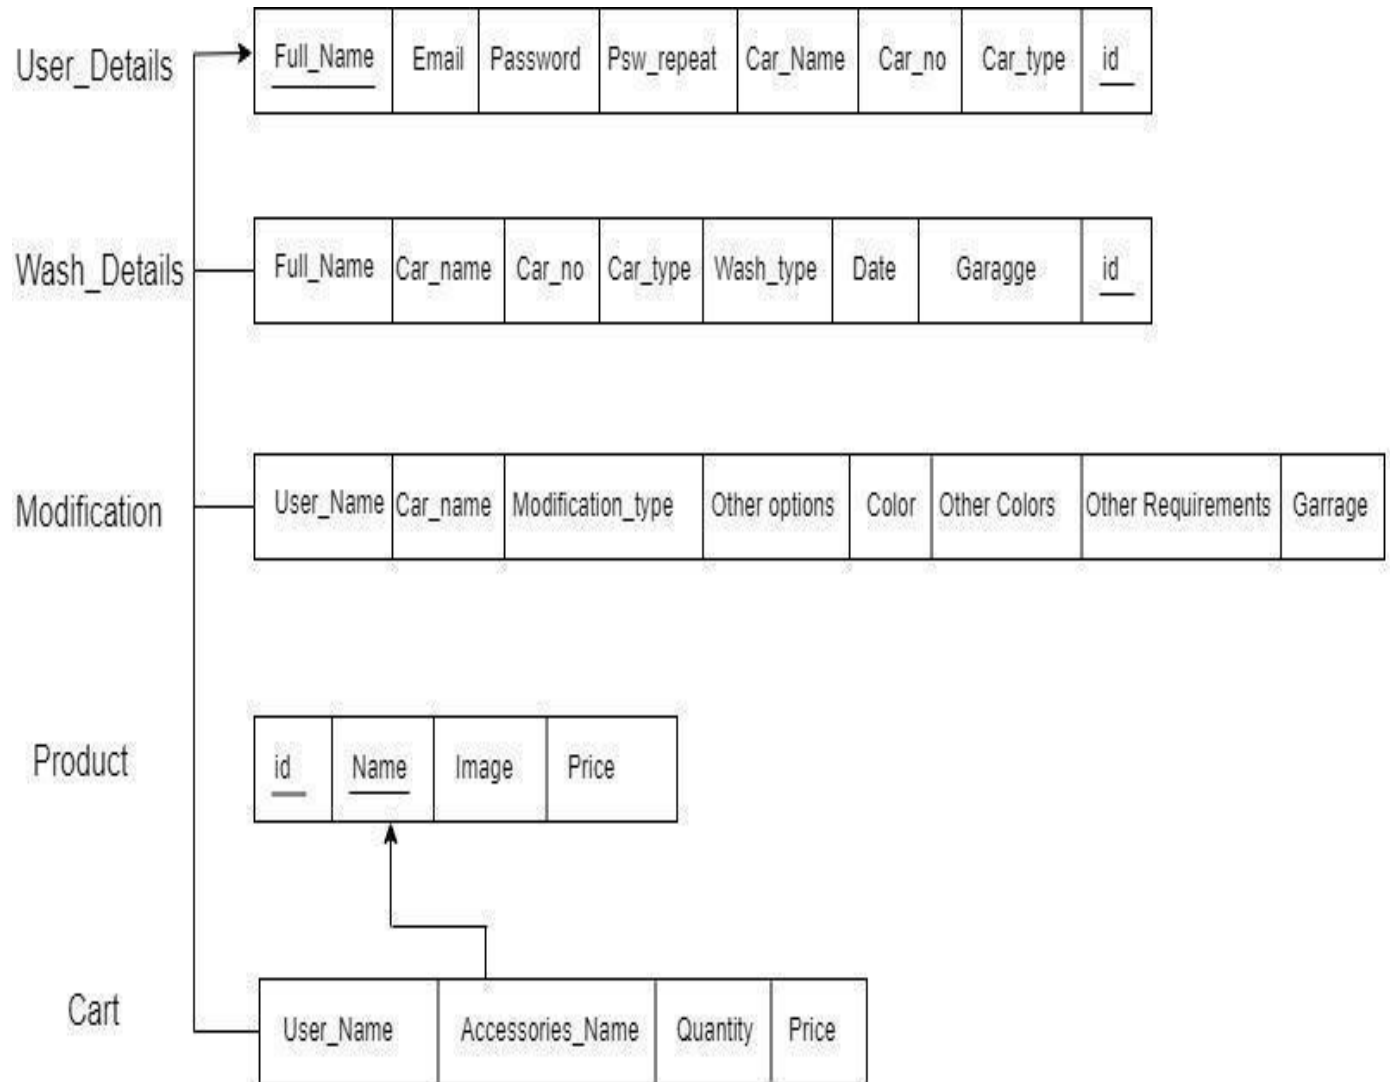 User_Details Full_Name Email Password Psw_repeat Car_Name Car_no Car_type id
Wash_Details Full_Name Car_name Car_no Car_type Wash_type Date Garagge id
Modification User_Name Car_name Modification_type Other options Color Other Colors Other Requirements Garrage
Product id Name Image Price
Cart User_Name Accessories_Name Quantity Price